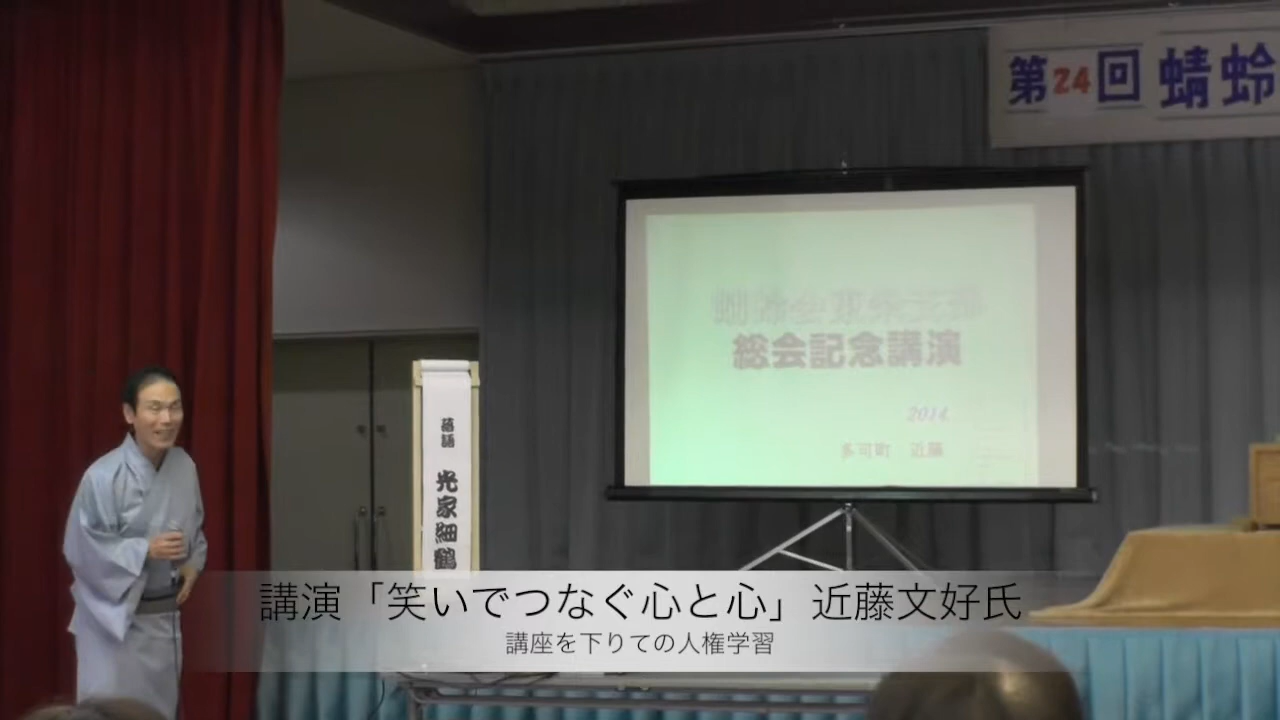 第24回 蜻蛉
総会記念講演
2014
多可町 近藤
落語 光家細鶴
講演「笑いでつなぐ心と心」近藤文好氏
講座を下りての人権学習